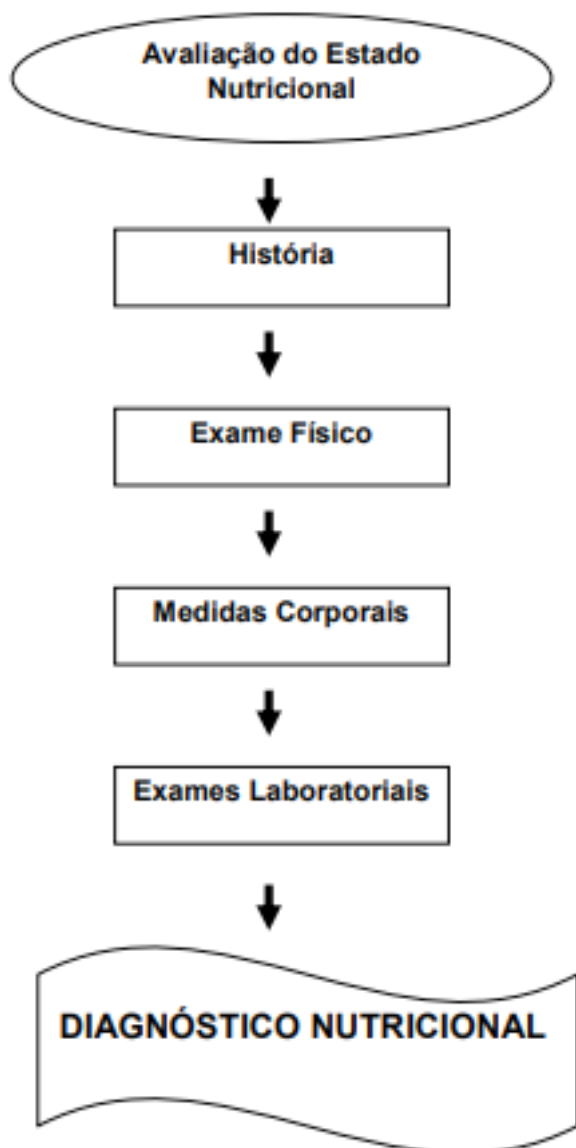 Avaliação do Estado
Nutricional
História
Exame Físico
Medidas Corporais
Exames Laboratoriais
DIAGNÓSTICO NUTRICIONAL